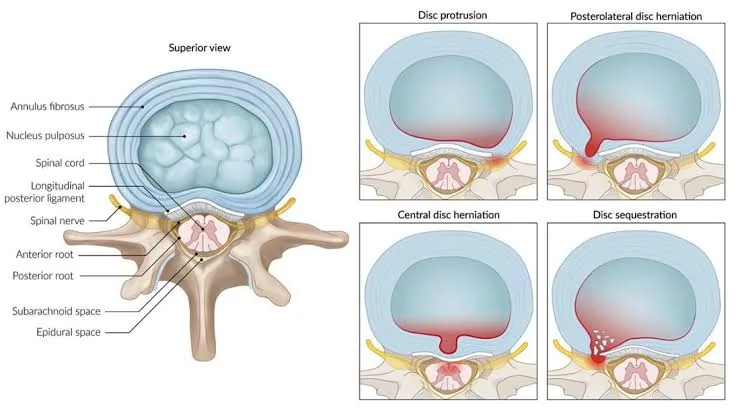 Superior view
Annulus fibrosus
Nucleus pulposus
Spinal cord
Longitudinal
posterior ligament
Spinal nerve
Anterior root
Posterior root
Subarachnoid space
Epidural space
Disc protrusion
Posterolateral disc herniation
Central disc herniation
Disc sequestration